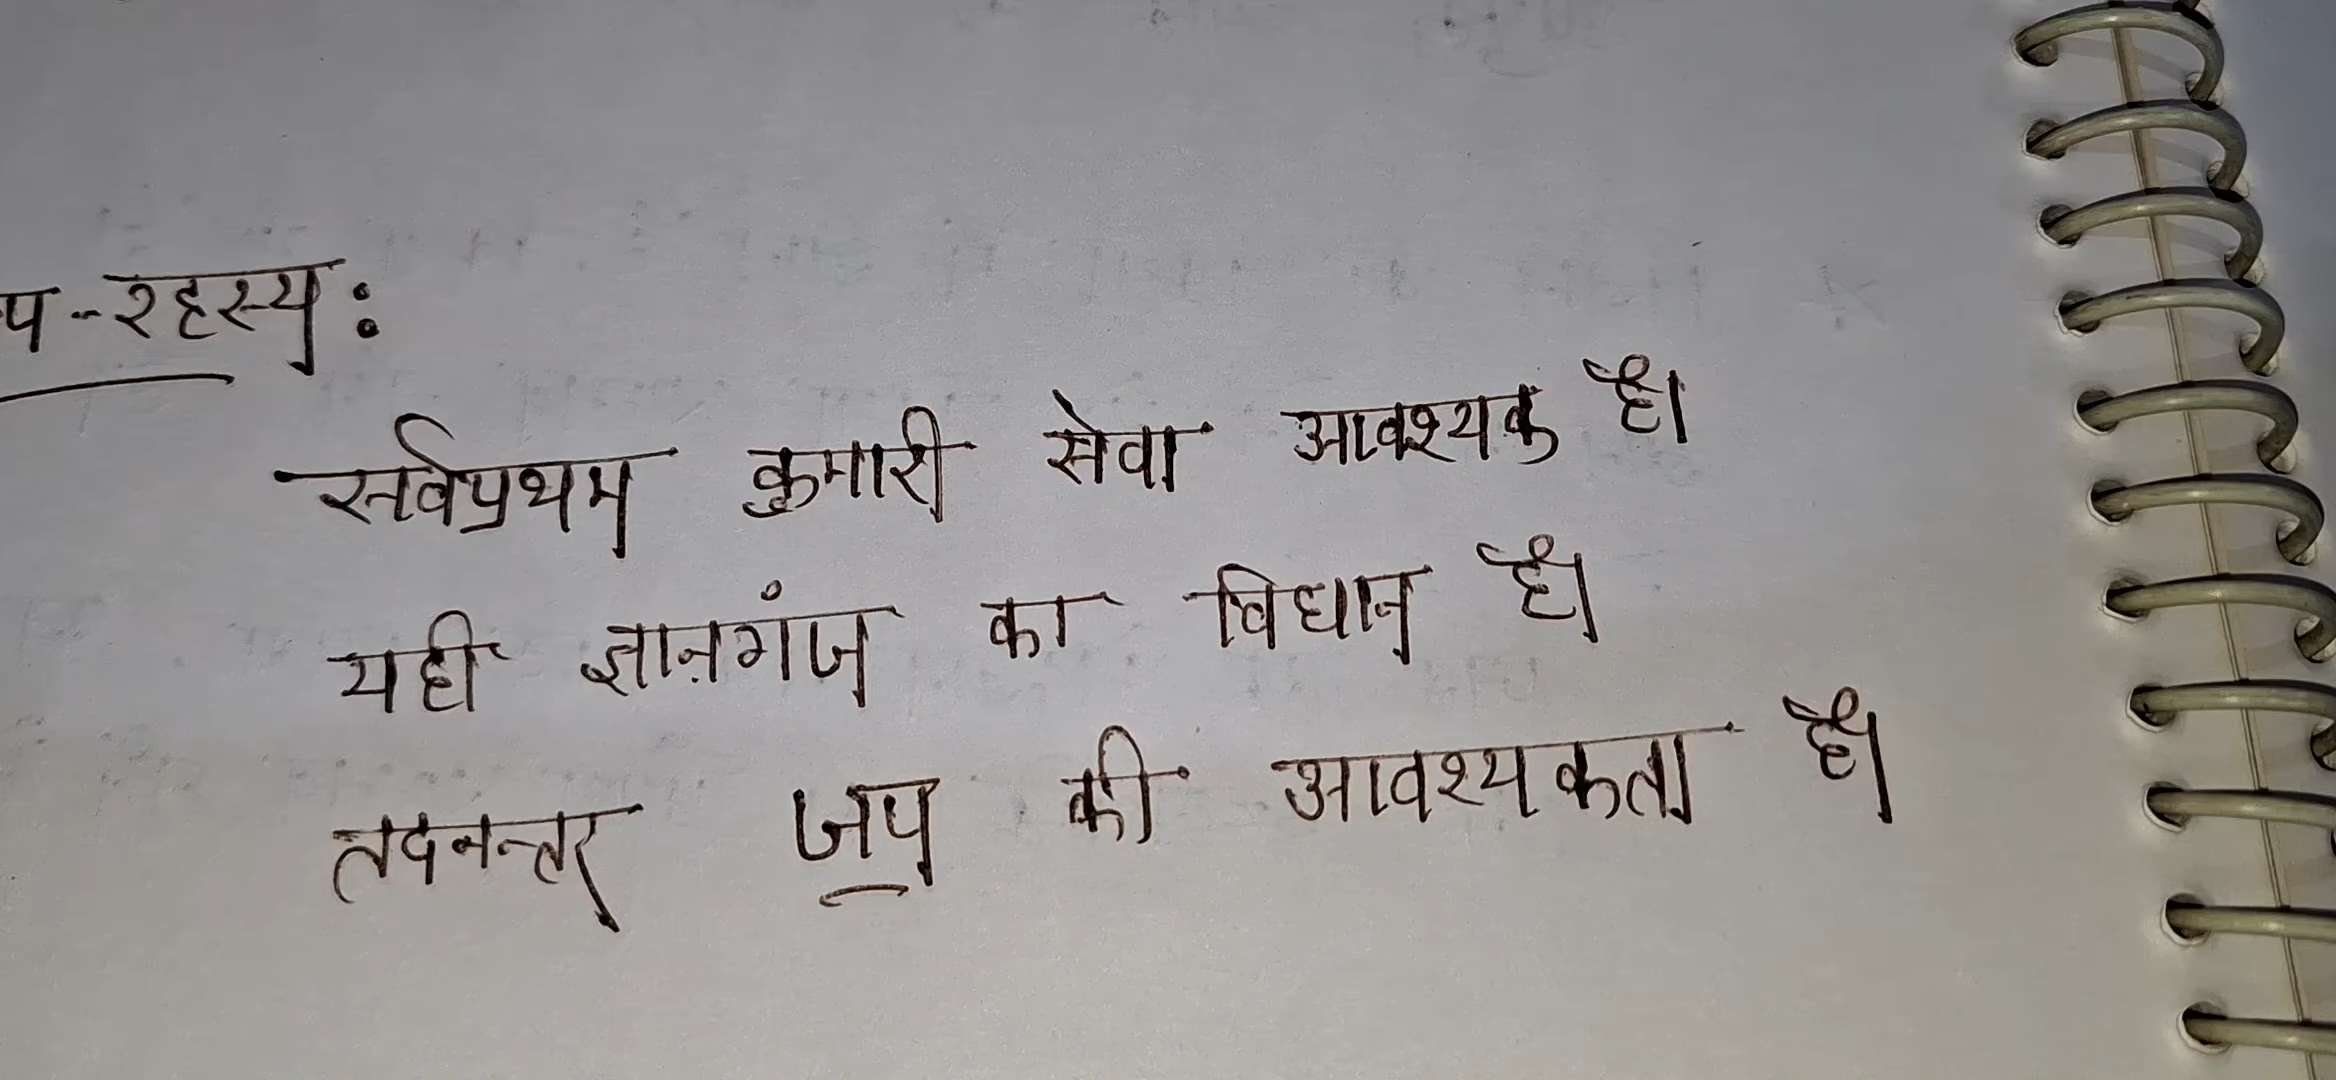 प-रहस्य:
सर्वप्रथम कुमारी सेवा आवश्यक है।
यही ज्ञानगंज का विधान है।
तदनन्तर जप की आवश्यकता है।